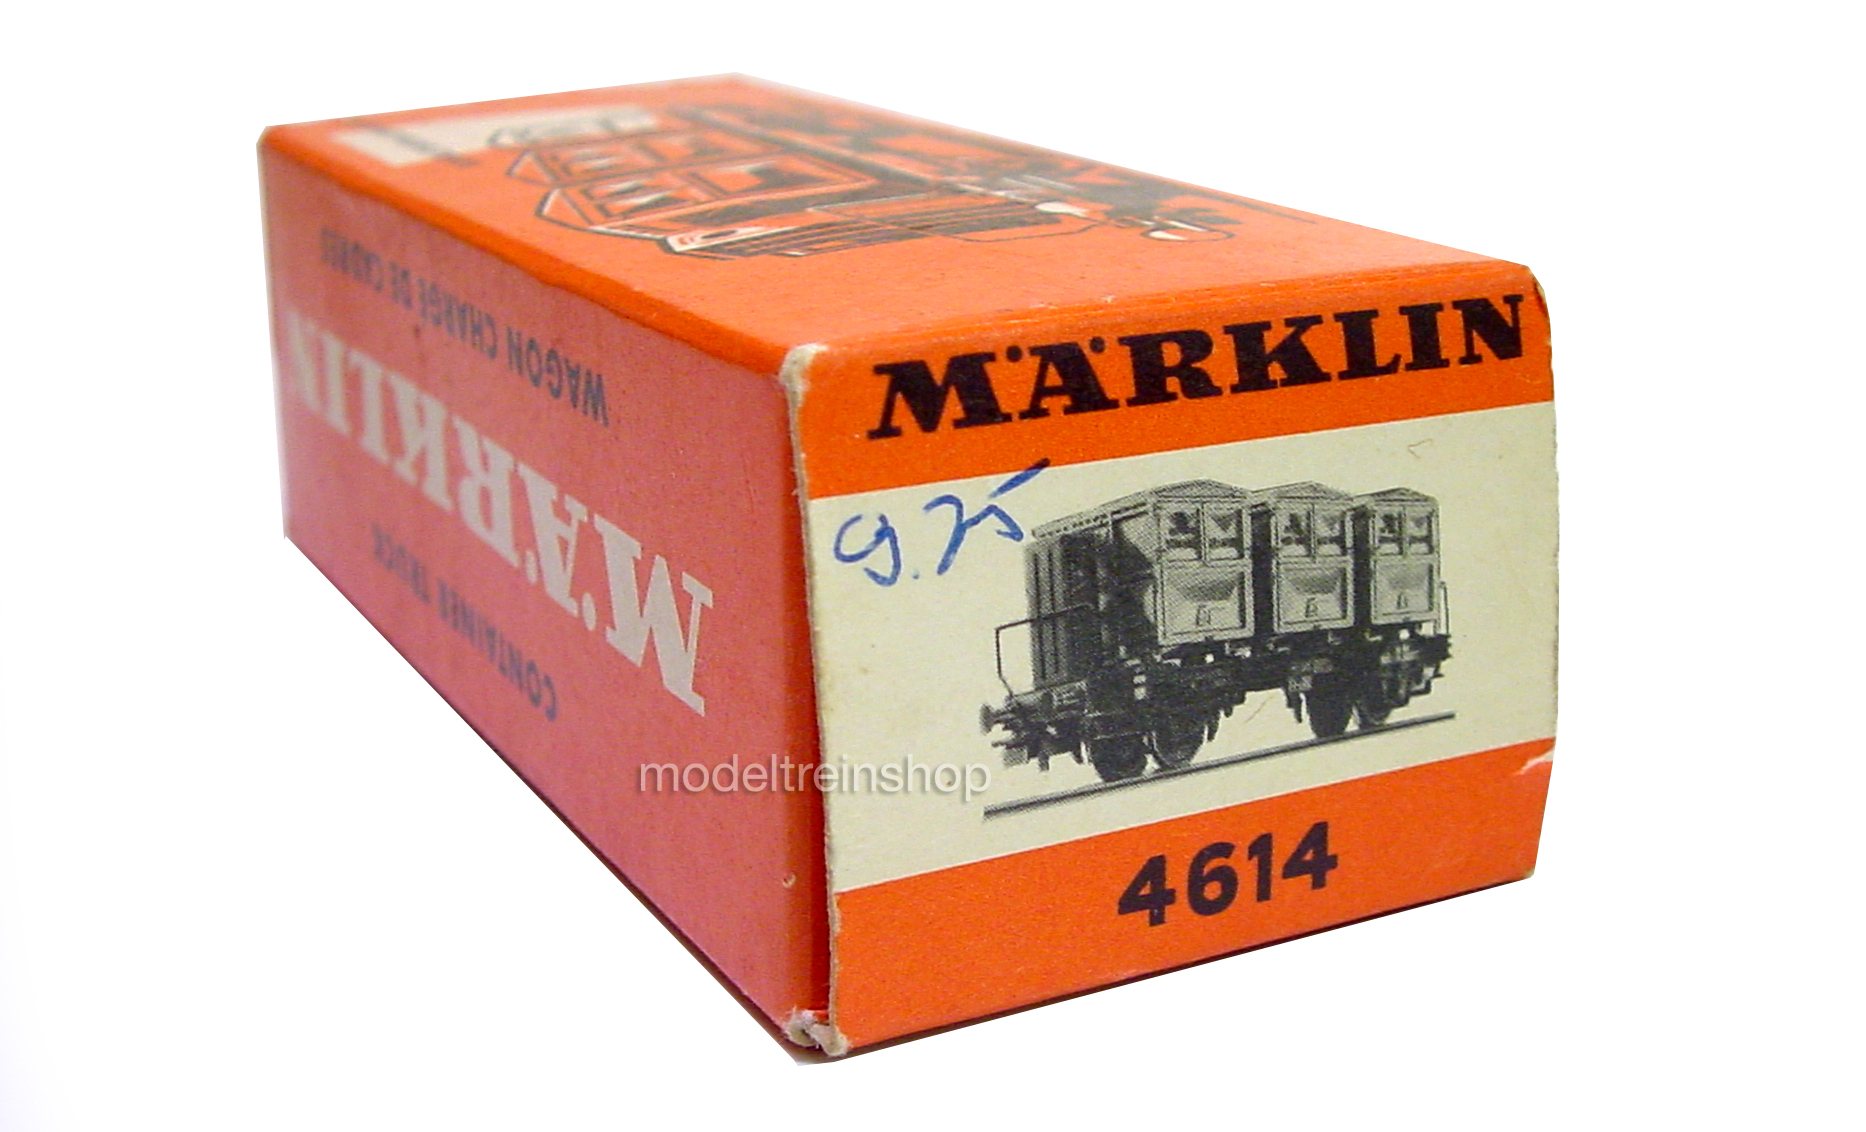 MÄRKLIN
9.75
4614
WAGON CHARGÉ DE CADRES
MÄRKLIN
CONTAINER TRUCK
modeltreinshop